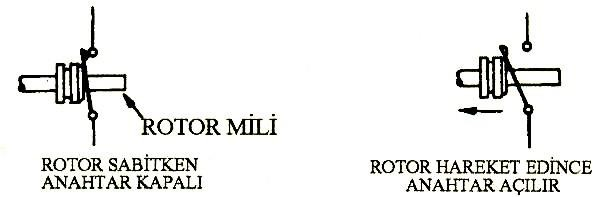 ROTOR MİLİ
ROTOR SABİTKEN
ANAHTAR KAPALI
ROTOR HAREKET EDİNCE
ANAHTAR AÇILIR